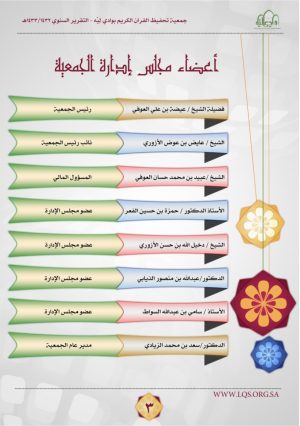 جمعية تحفيظ القرآن الكريم بوادي ليه - التقرير السنوي ١٤٣٢/١٤٣٣هـ
أعضاء مجلس إدارة الجمعية
فضيلة الشيخ / عيضة بن علي العوفي رئيس الجمعية
الشيخ / عايض بن عوض الأزوري نائب رئيس الجمعية
الشيخ /عبيد بن محمد حسان العوفي المسؤول المالي
الأستاذ الدكتور / حمزة بن حسين الفعر عضو مجلس الإدارة
الشيخ / دخيل الله بن حسن الأزوري عضو مجلس الإدارة
الدكتور/عبدالله بن منصور الذيابي عضو مجلس الإدارة
الأستاذ / سامي بن عبدالله السواط عضو مجلس الإدارة
الدكتور/سعد بن محمد الزيادي مدير عام الجمعية
WWW.LQS.ORG.SA
٣